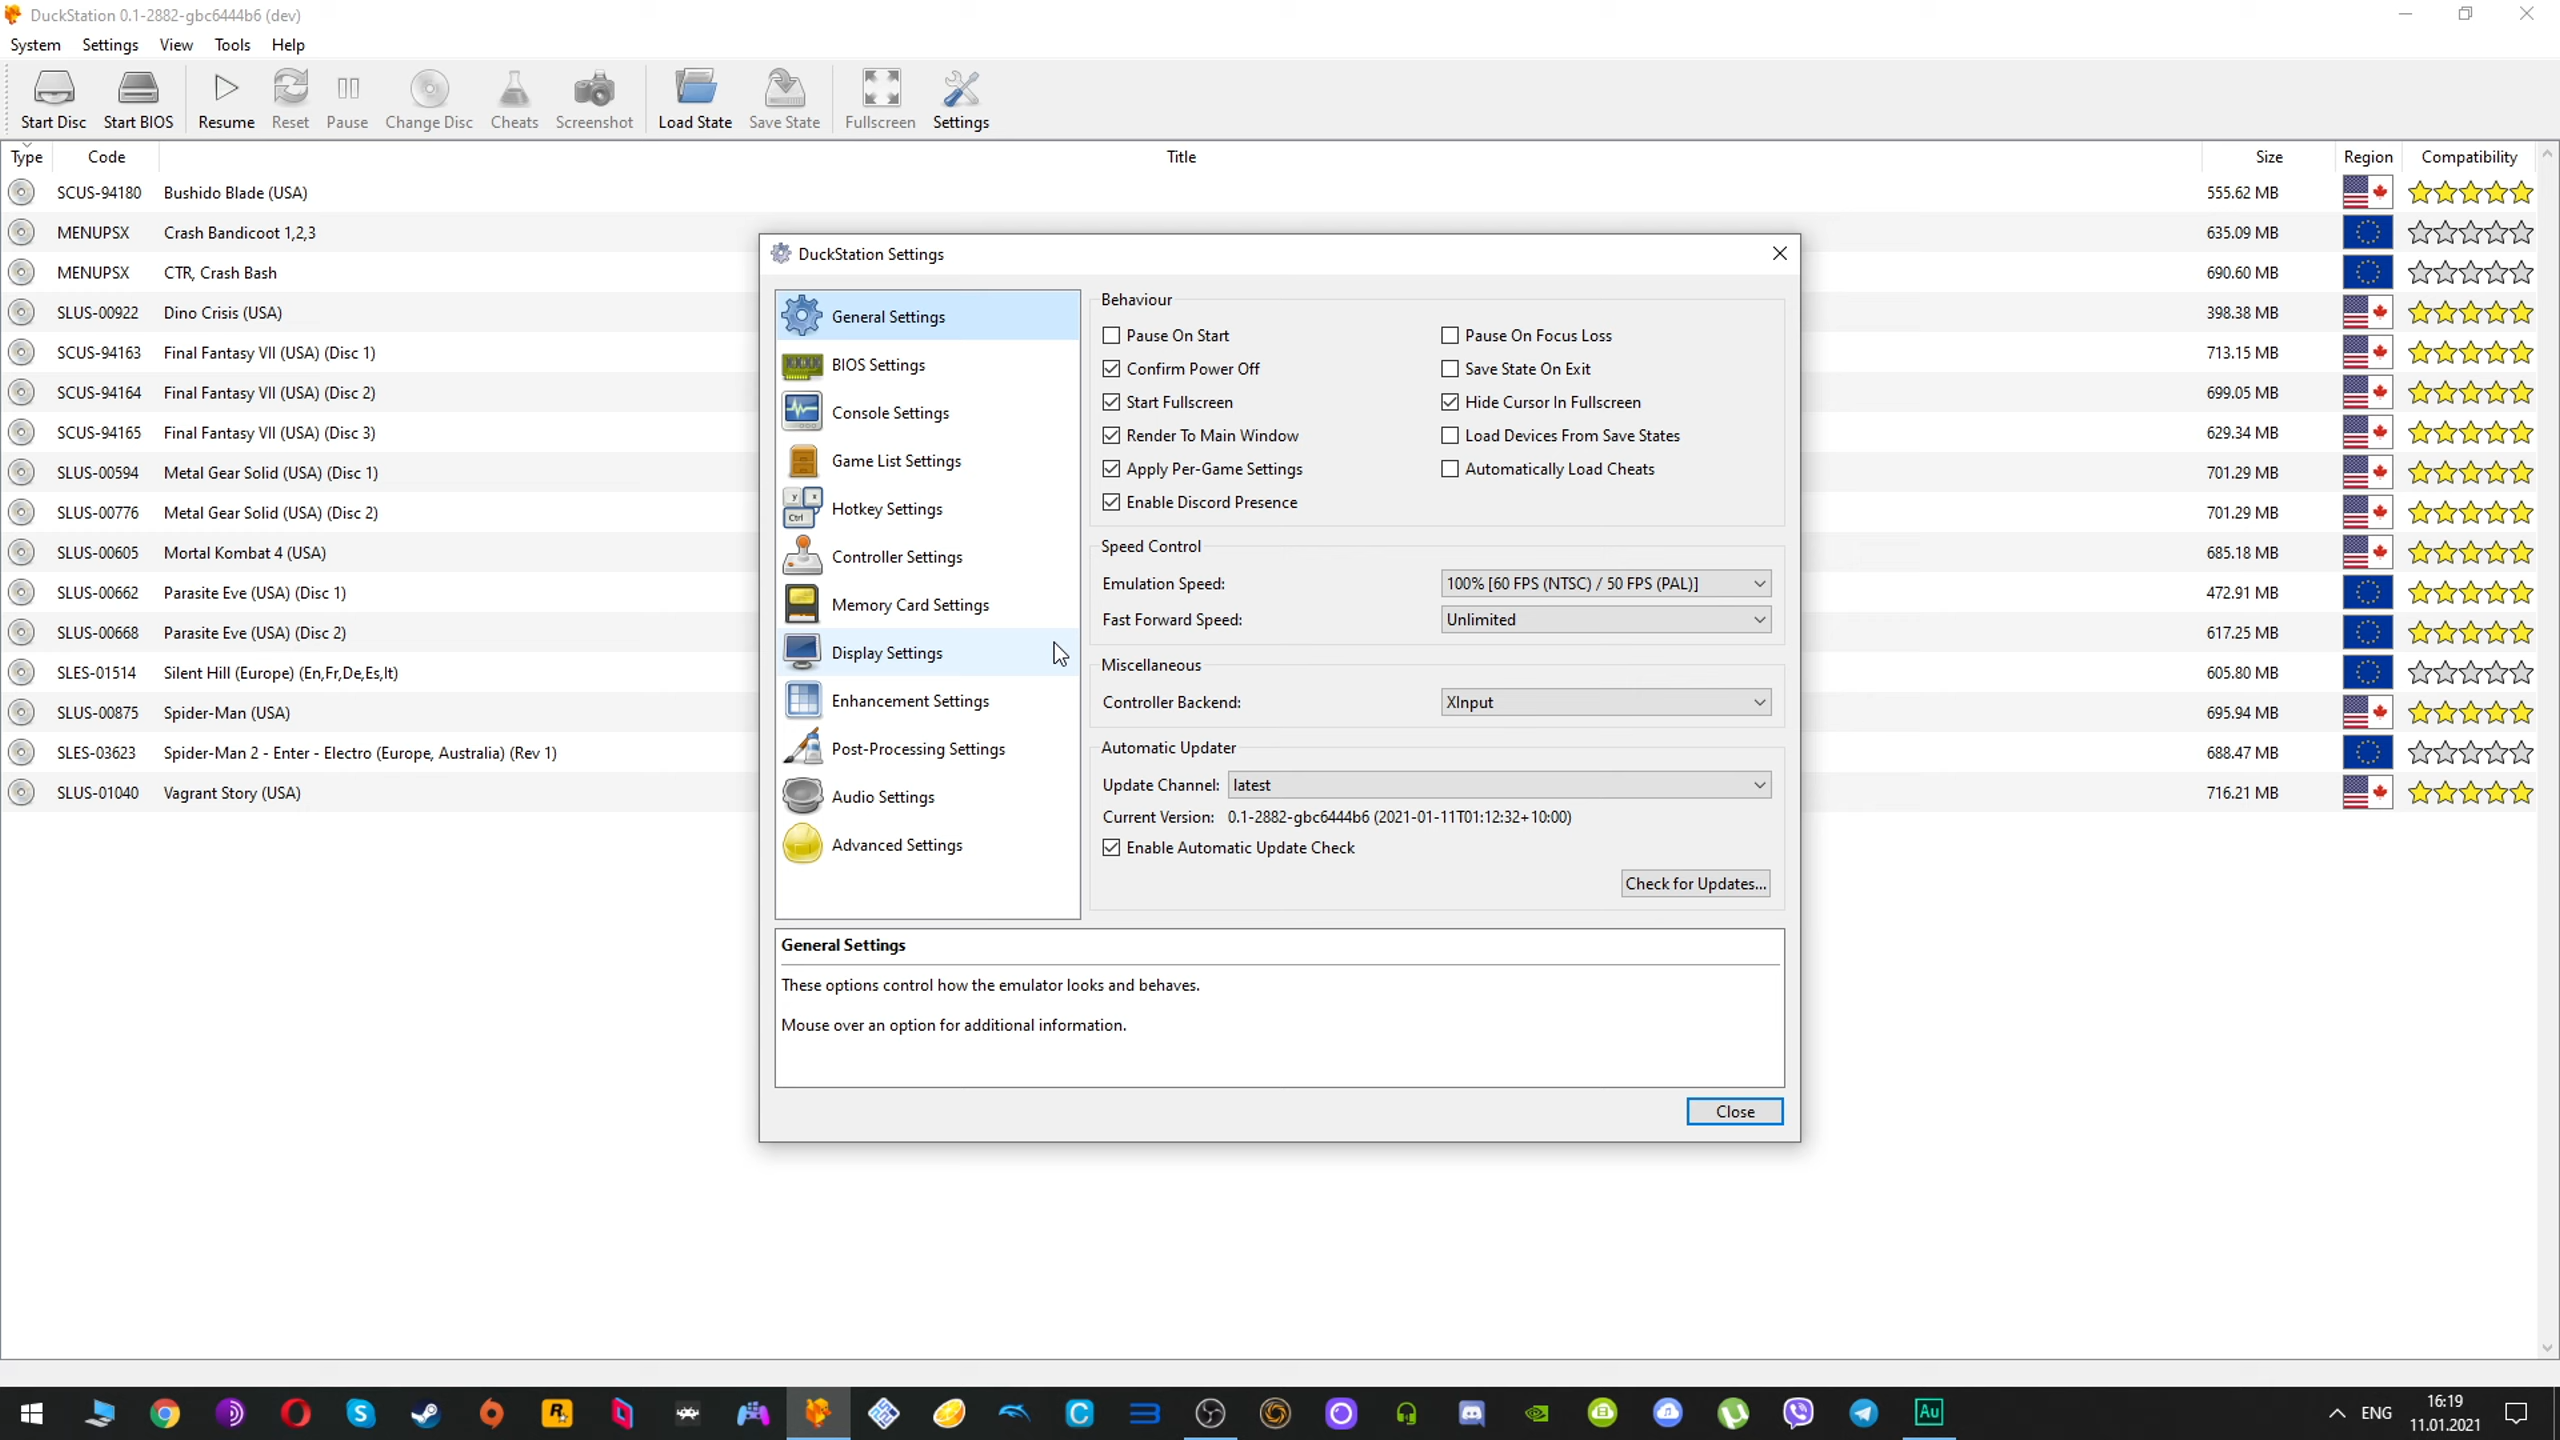 DuckStation 0.1-2882-gbc6444b6 (dev)
System Settings View Tools Help
Start Disc Start BIOS Resume Reset Pause Change Disc Cheats Screenshot Load State Save State Fullscreen Settings
Type Code Title Size Region Compatibility
SCUS-94180 Bushido Blade (USA) 555.62 MB
MENUPSX Crash Bandicoot 1,2,3 635.09 MB
MENUPSX CTR, Crash Bash 690.60 MB
SLUS-00922 Dino Crisis (USA) 398.38 MB
SCUS-94163 Final Fantasy VII (USA) (Disc 1) 713.15 MB
SCUS-94164 Final Fantasy VII (USA) (Disc 2) 699.05 MB
SCUS-94165 Final Fantasy VII (USA) (Disc 3) 629.34 MB
SLUS-00594 Metal Gear Solid (USA) (Disc 1) 701.29 MB
SLUS-00776 Metal Gear Solid (USA) (Disc 2) 701.29 MB
SLUS-00605 Mortal Kombat 4 (USA) 685.18 MB
SLUS-00662 Parasite Eve (USA) (Disc 1) 472.91 MB
SLUS-00668 Parasite Eve (USA) (Disc 2) 617.25 MB
SLES-01514 Silent Hill (Europe) (En,Fr,De,Es,It) 605.80 MB
SLUS-00875 Spider-Man (USA) 695.94 MB
SLES-03623 Spider-Man 2 - Enter - Electro (Europe, Australia) (Rev 1) 688.47 MB
SLUS-01040 Vagrant Story (USA) 716.21 MB
DuckStation Settings
General Settings
BIOS Settings
Console Settings
Game List Settings
Hotkey Settings
Controller Settings
Memory Card Settings
Display Settings
Enhancement Settings
Post-Processing Settings
Audio Settings
Advanced Settings
Behaviour
Pause On Start Pause On Focus Loss
Confirm Power Off Save State On Exit
Start Fullscreen Hide Cursor In Fullscreen
Render To Main Window Load Devices From Save States
Apply Per-Game Settings Automatically Load Cheats
Enable Discord Presence
Speed Control
Emulation Speed: 100% [60 FPS (NTSC) / 50 FPS (PAL)]
Fast Forward Speed: Unlimited
Miscellaneous
Controller Backend: XInput
Automatic Updater
Update Channel: latest
Current Version: 0.1-2882-gbc6444b6 (2021-01-11T01:12:32+10:00)
Enable Automatic Update Check
Check for Updates...
General Settings
These options control how the emulator looks and behaves.
Mouse over an option for additional information.
Close
ENG
16:19
11.01.2021